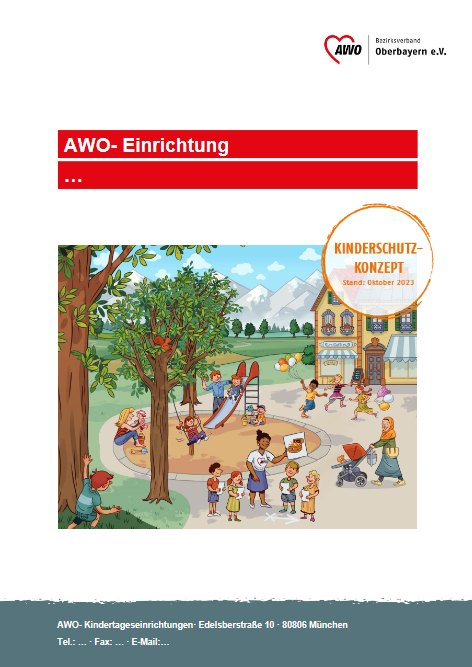 AWO
Bezirksverband
Oberbayern e.V.
AWO- Einrichtung
...
KINDERSCHUTZ-
KONZEPT
Stand: Oktober 2023
AWO- Kindertageseinrichtungen· Edelsberstraße 10 · 80806 München
Tel.: ... · Fax: ... · E-Mail:...